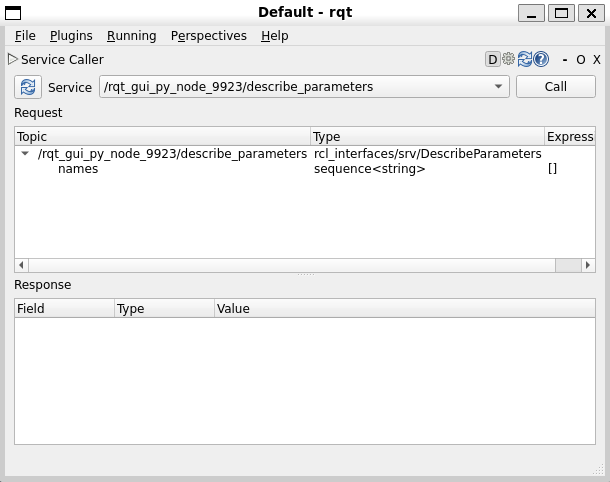 Default - rqt
File Plugins Running Perspectives Help
Service Caller D ? - O X
Service /rqt_gui_py_node_9923/describe_parameters Call
Request
Topic Type Express
/rqt_gui_py_node_9923/describe_parameters rcl_interfaces/srv/DescribeParameters
names sequence<string> []
Response
Field Type Value